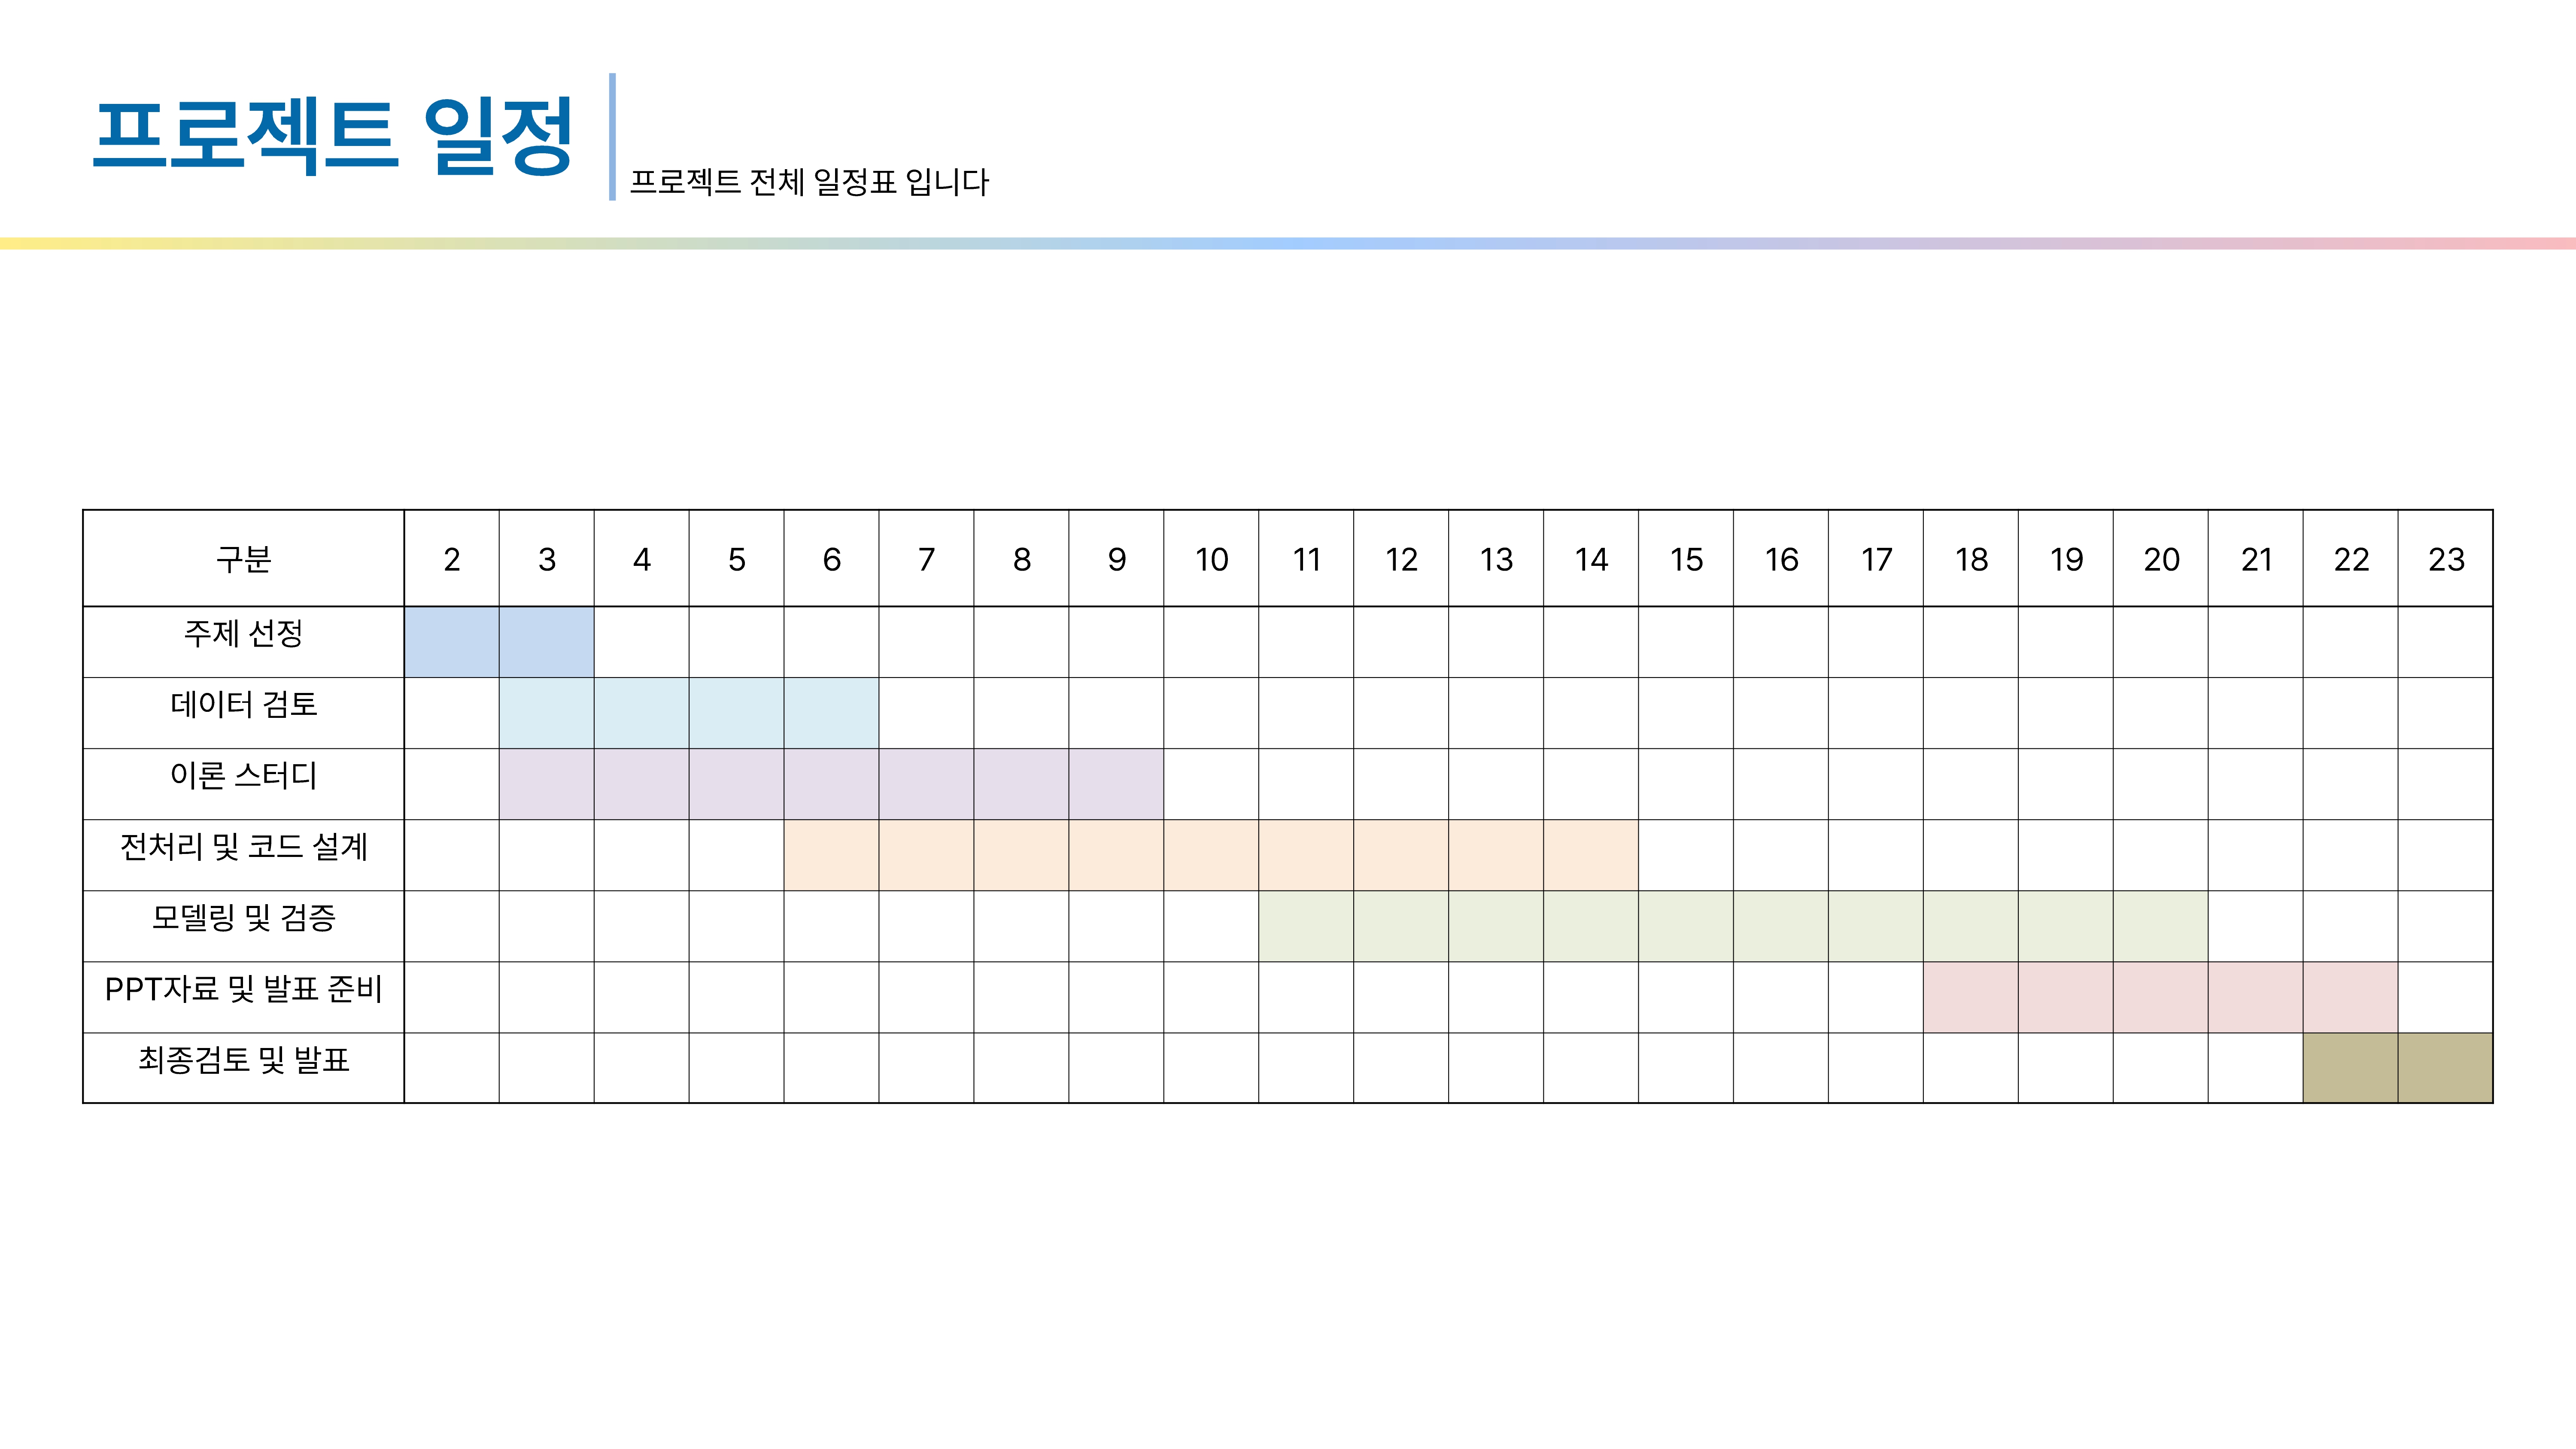 프로젝트 일정
프로젝트 전체 일정표 입니다
구분 2 3 4 5 6 7 8 9 10 11 12 13 14 15 16 17 18 19 20 21 22 23
주제 선정
데이터 검토
이론 스터디
전처리 및 코드 설계
모델링 및 검증
PPT자료 및 발표 준비
최종검토 및 발표